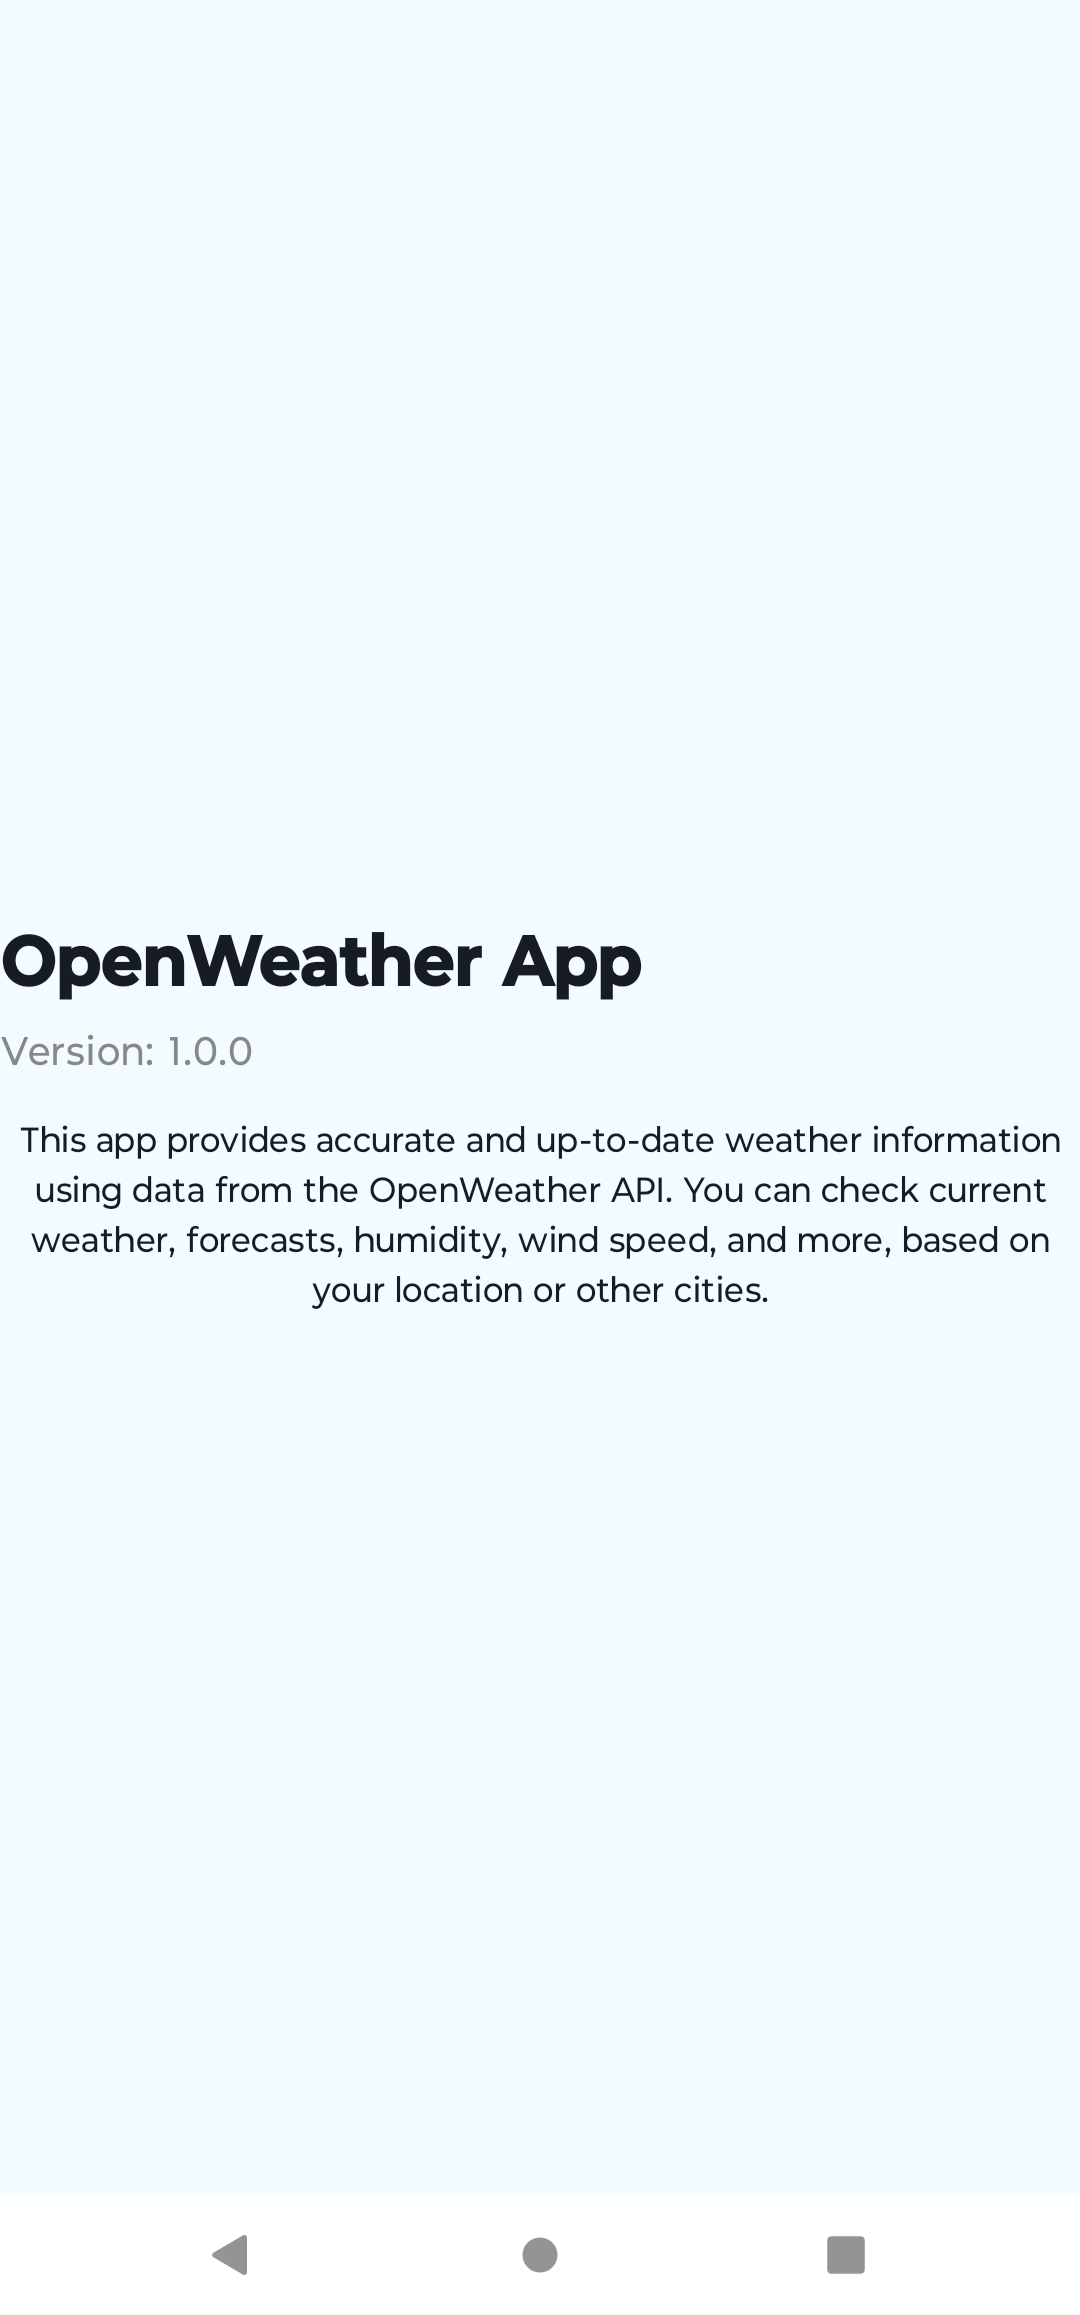 OpenWeather App
Version: 1.0.0
This app provides accurate and up-to-date weather information
using data from the OpenWeather API. You can check current
weather, forecasts, humidity, wind speed, and more, based on
your location or other cities.